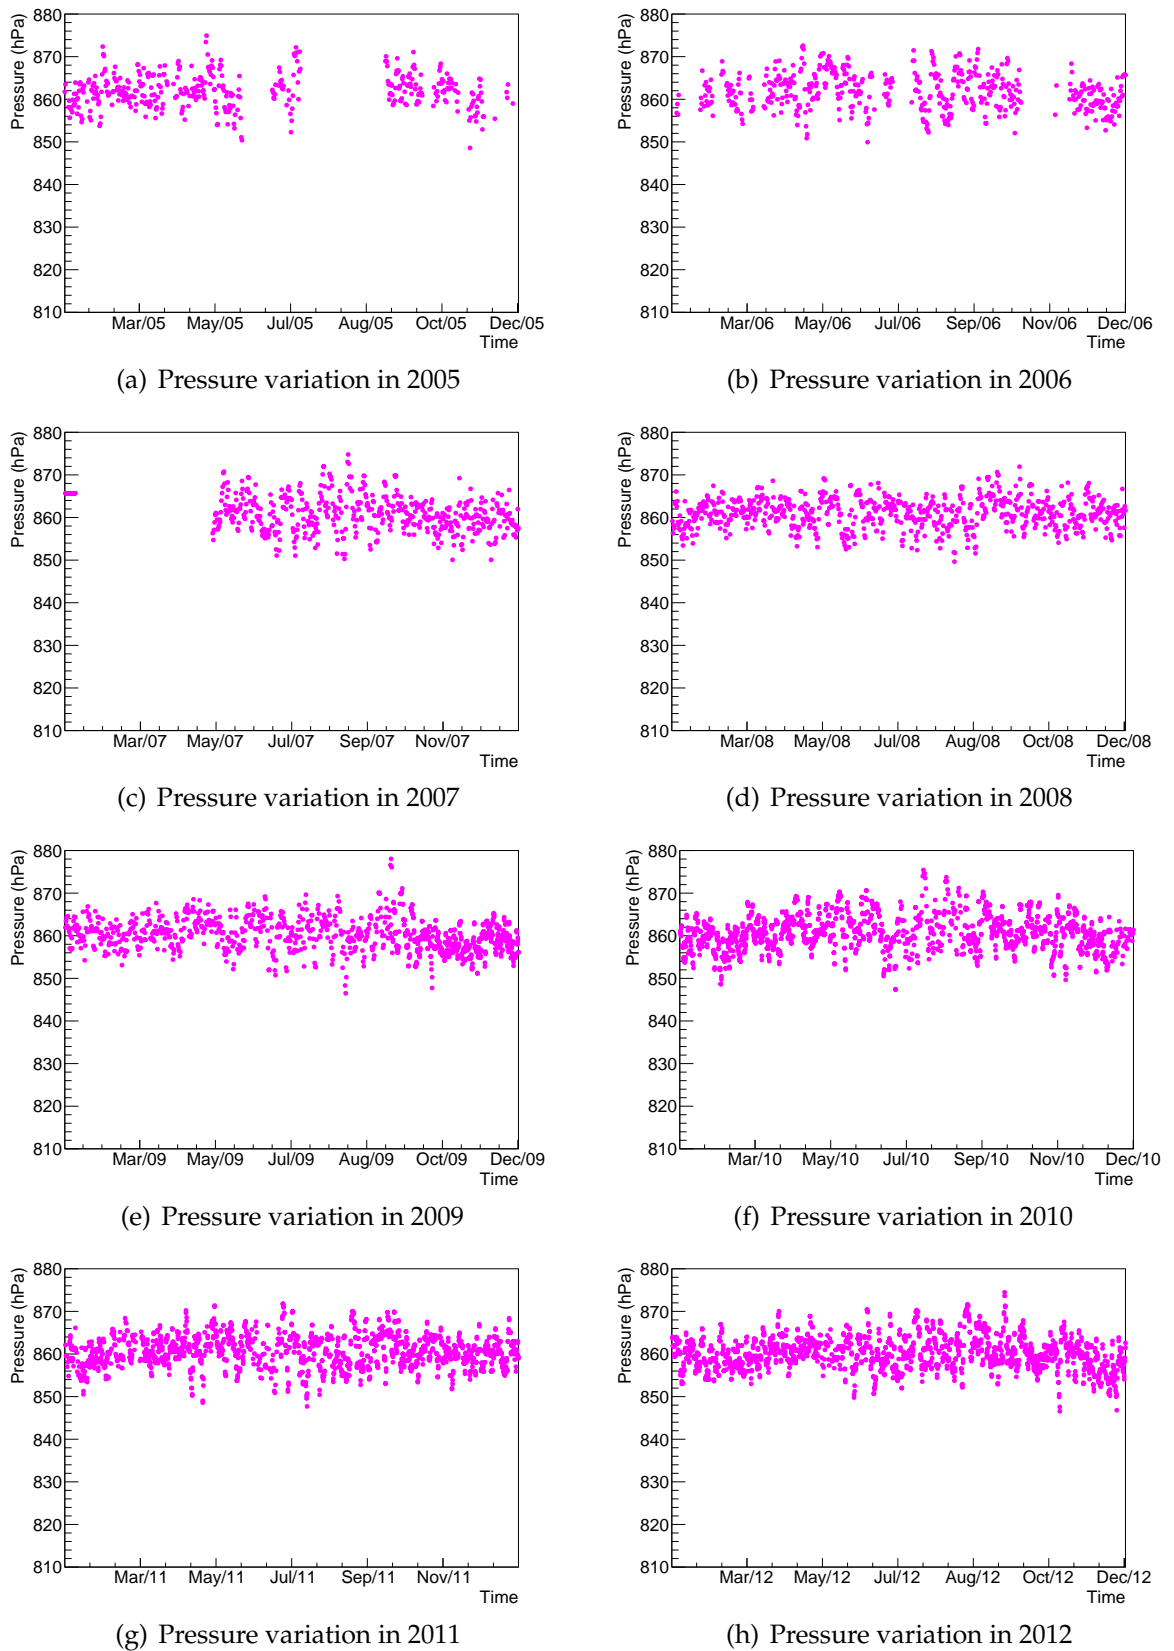 Pressure (hPa)
880
870
860
850
840
830
820
810
Mar/05 May/05 Jul/05 Aug/05 Oct/05 Dec/05
Time
(a) Pressure variation in 2005
Pressure (hPa)
880
870
860
850
840
830
820
810
Mar/06 May/06 Jul/06 Sep/06 Nov/06 Dec/06
Time
(b) Pressure variation in 2006
Pressure (hPa)
880
870
860
850
840
830
820
810
Mar/07 May/07 Jul/07 Sep/07 Nov/07
Time
(c) Pressure variation in 2007
Pressure (hPa)
880
870
860
850
840
830
820
810
Mar/08 May/08 Jul/08 Aug/08 Oct/08 Dec/08
Time
(d) Pressure variation in 2008
Pressure (hPa)
880
870
860
850
840
830
820
810
Mar/09 May/09 Jul/09 Aug/09 Oct/09 Dec/09
Time
(e) Pressure variation in 2009
Pressure (hPa)
880
870
860
850
840
830
820
810
Mar/10 May/10 Jul/10 Sep/10 Nov/10 Dec/10
Time
(f) Pressure variation in 2010
Pressure (hPa)
880
870
860
850
840
830
820
810
Mar/11 May/11 Jul/11 Sep/11 Nov/11
Time
(g) Pressure variation in 2011
Pressure (hPa)
880
870
860
850
840
830
820
810
Mar/12 May/12 Jul/12 Aug/12 Oct/12 Dec/12
Time
(h) Pressure variation in 2012